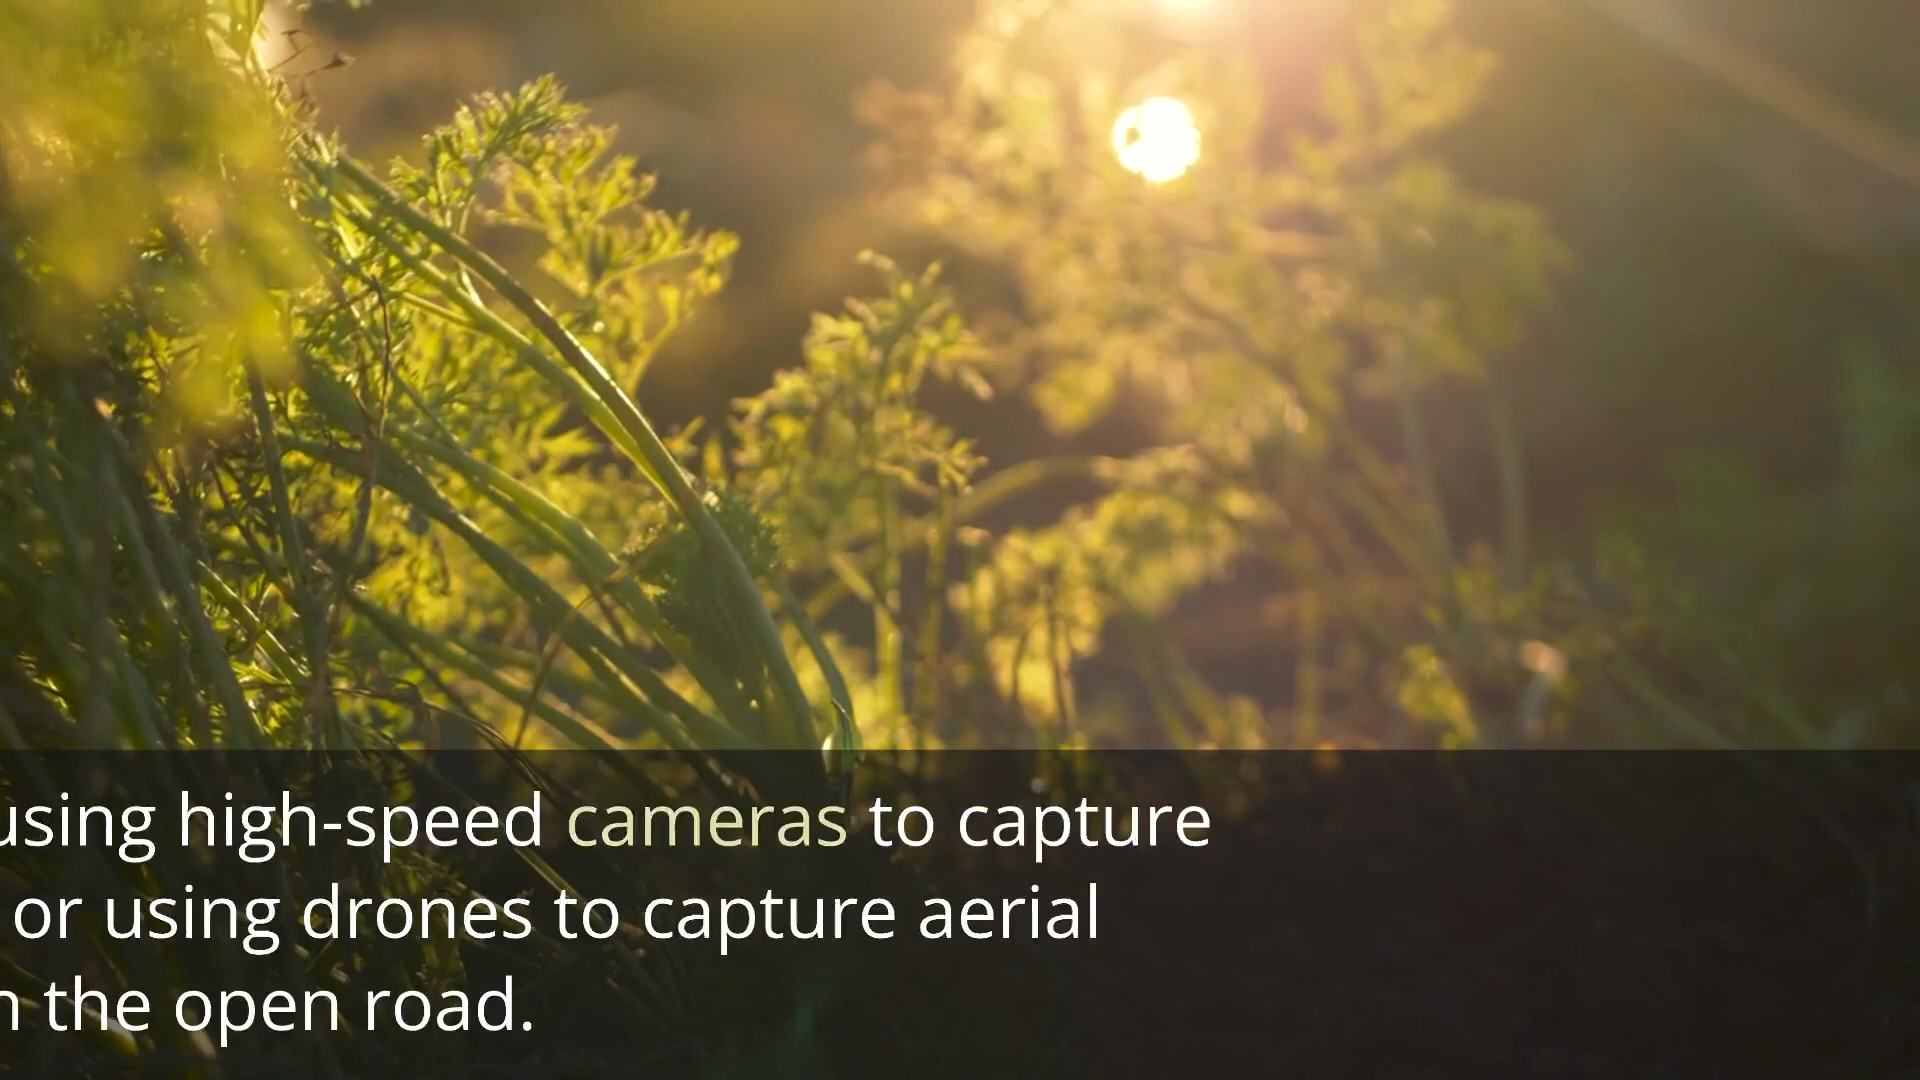 using high-speed cameras to capture
or using drones to capture aerial
the open road.